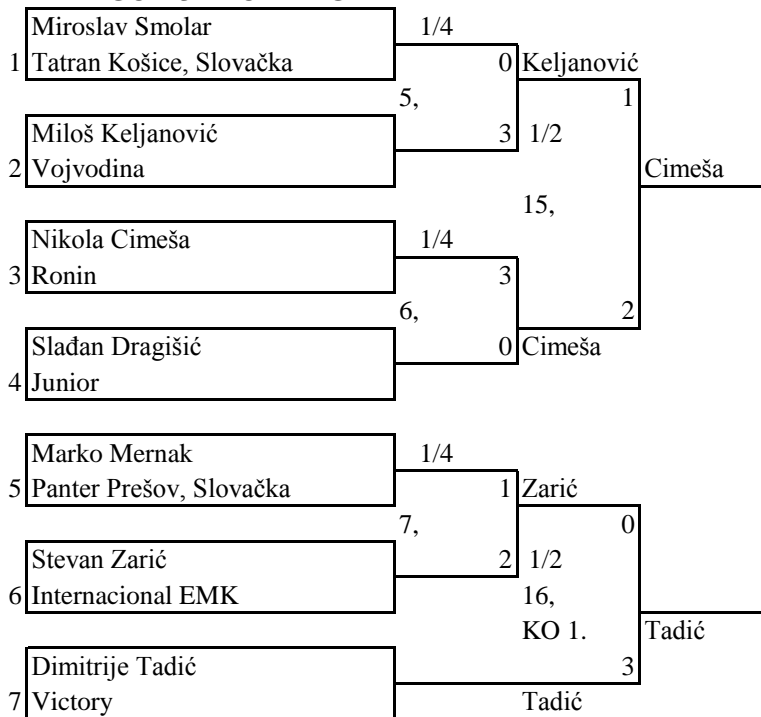 Miroslav Smolar 1/4
1 Tatran Košice, Slovačka 0 Keljanović
5, 1
Miloš Keljanović 3 1/2
2 Vojvodina Cimeša
15,
Nikola Cimeša 1/4
3 Ronin 3
6, 2
Slađan Dragišić 0 Cimeša
4 Junior
Marko Mernak 1/4
5 Panter Prešov, Slovačka 1 Zarić
7, 0
Stevan Zarić 2 1/2
6 Internacional EMK 16,
KO 1. Tadić
Dimitrije Tadić 3
7 Victory Tadić